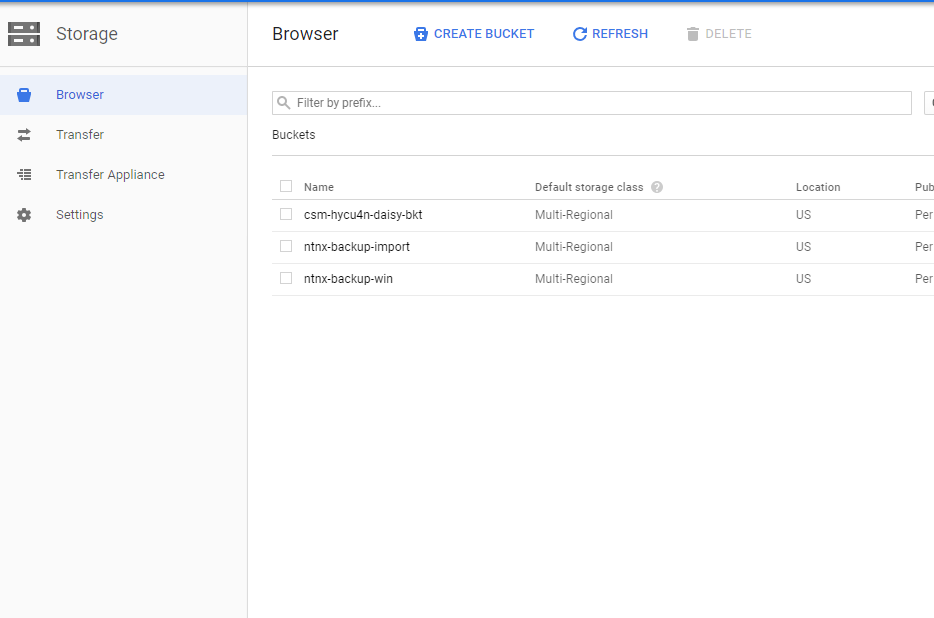 Storage
Browser
CREATE BUCKET
REFRESH
DELETE
Browser
Transfer
Transfer Appliance
Settings
Filter by prefix...
Buckets
Name Default storage class ? Location Pub
csm-hycu4n-daisy-bkt Multi-Regional US Per
ntnx-backup-import Multi-Regional US Per
ntnx-backup-win Multi-Regional US Per